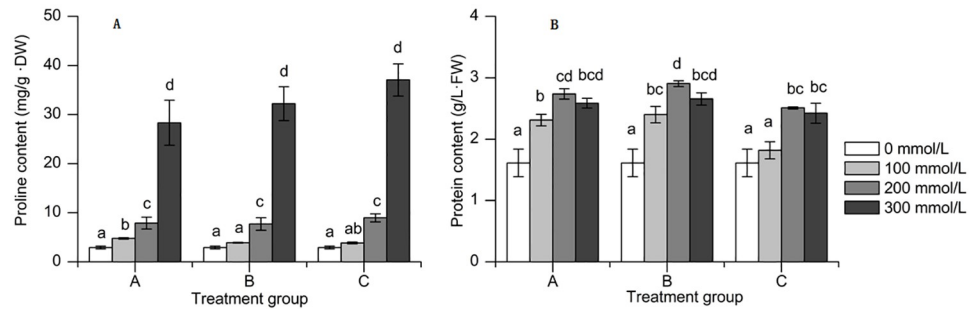 A
Proline content (mg/g ·DW)
50
40
30
20
10
0
a b c d
a a c d
a ab c d
A B C
Treatment group
B
Protein content (g/L·FW)
4
3
2
1
0
a b cd bcd
a bc d bcd
a a bc bc
A B C
Treatment group
0 mmol/L
100 mmol/L
200 mmol/L
300 mmol/L